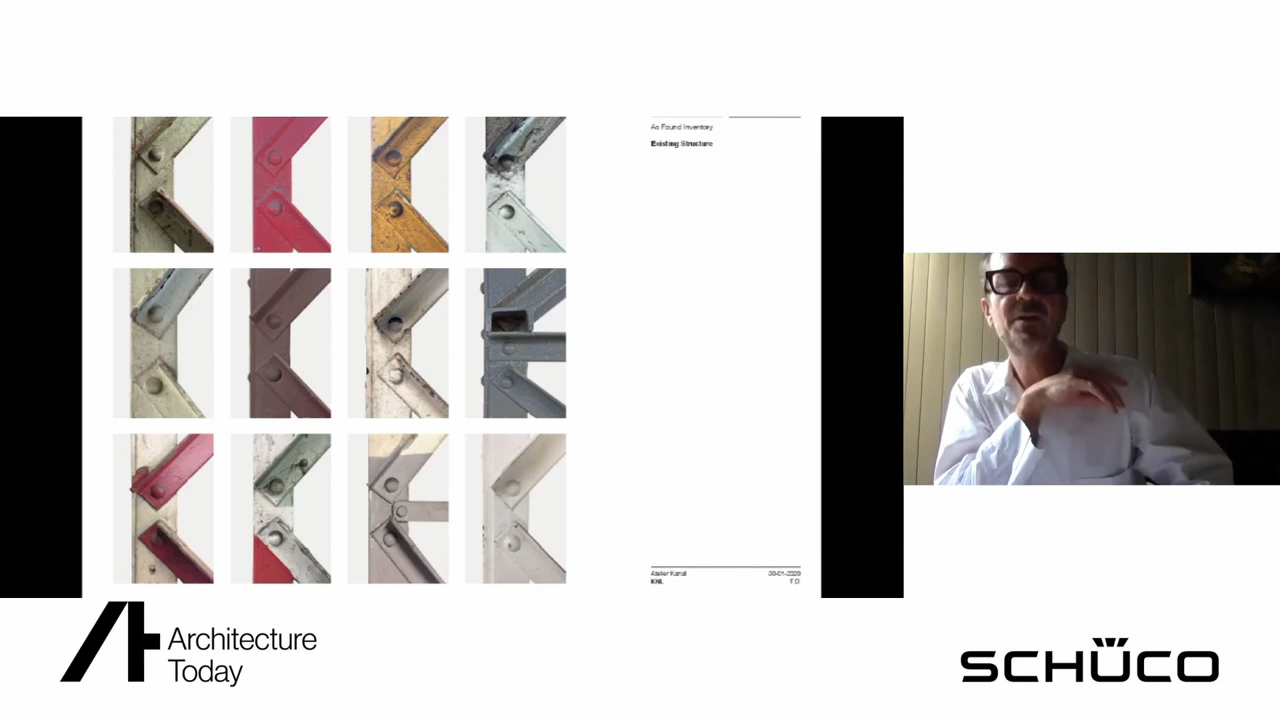 As Found Inventory
Existing Structure
Atelier Kanal
KNL
T.O.
Architecture
Today
SCHÜCO